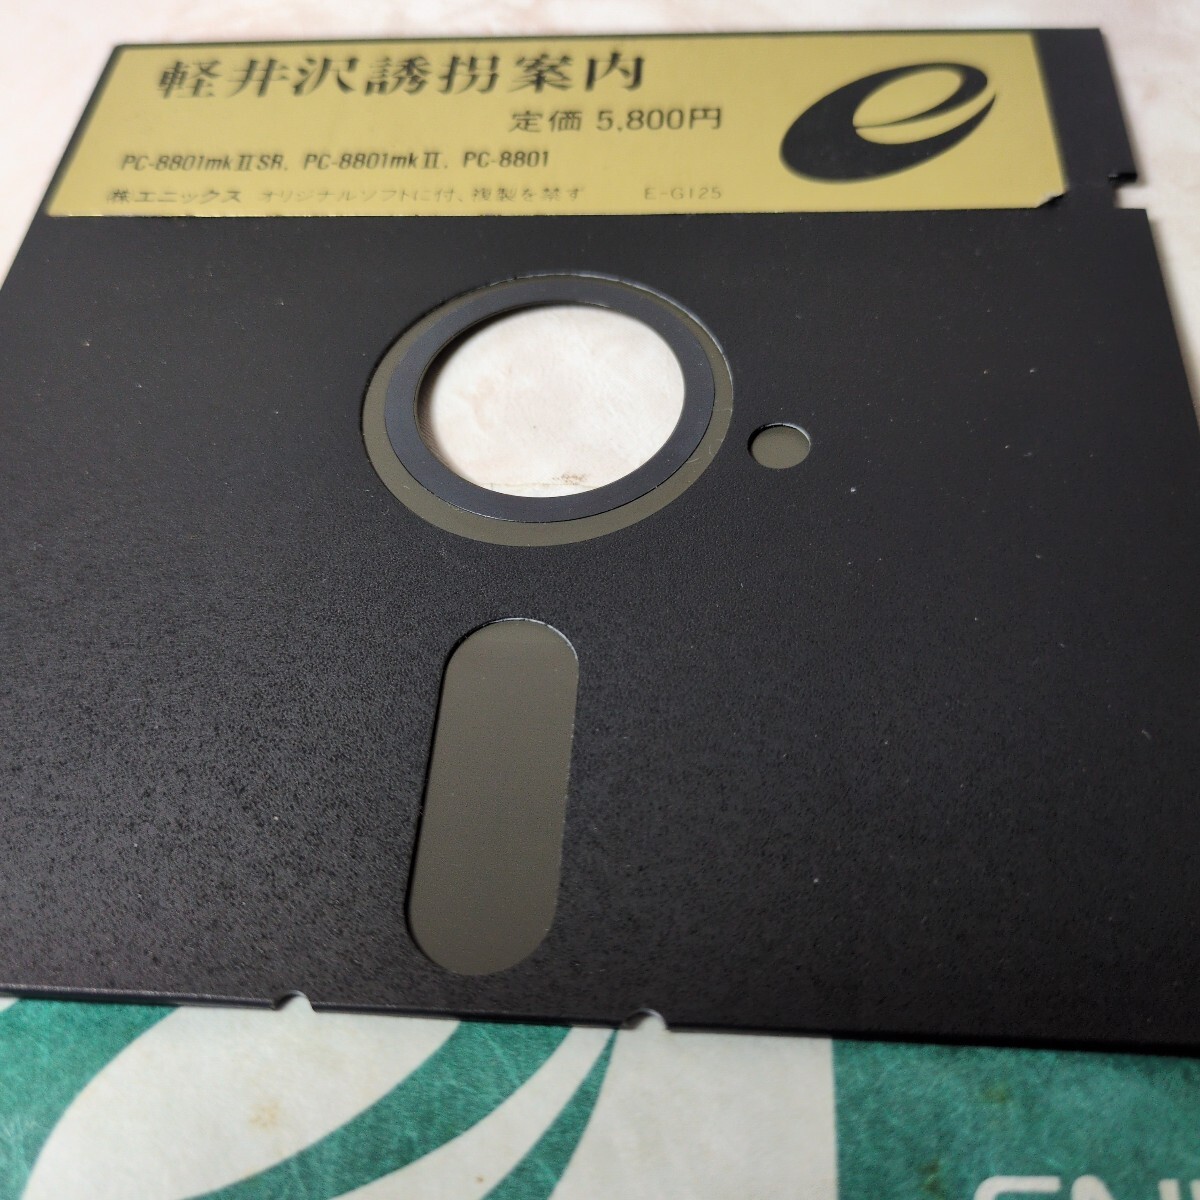 軽井沢誘拐案内
定価 5,800円
PC-8801mkⅡSR, PC-8801mkⅡ, PC-8801
㈱エニックス オリジナルソフトに付、複製を禁ず E-G125